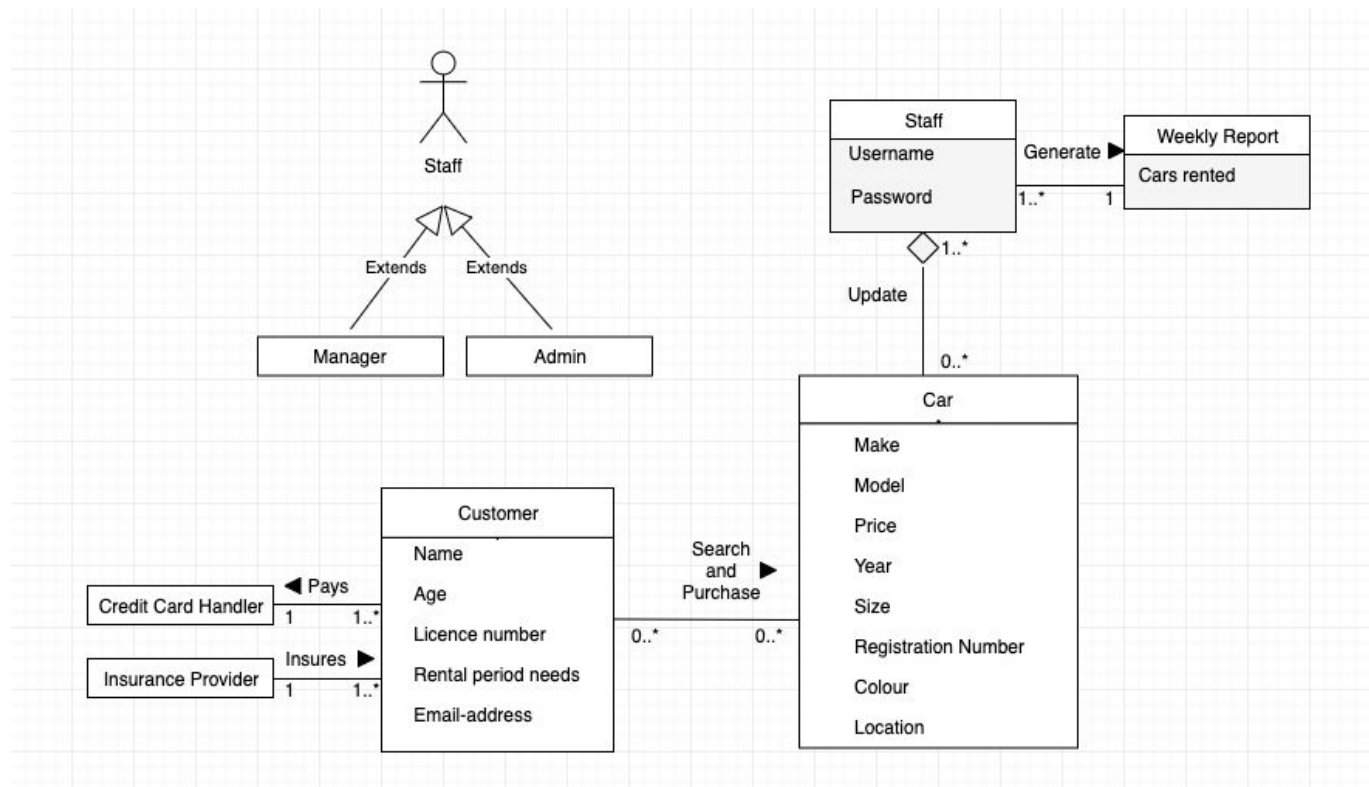 Staff
Extends
Extends
Manager
Admin
Staff
Username
Password
Generate
1..*
1
Weekly Report
Cars rented
1..*
Update
0..*
Car
Make
Model
Price
Year
Size
Registration Number
Colour
Location
Customer
Name
Age
Licence number
Rental period needs
Email-address
Search
and
Purchase
0..*
0..*
Pays
Credit Card Handler
1
1..*
Insures
Insurance Provider
1
1..*